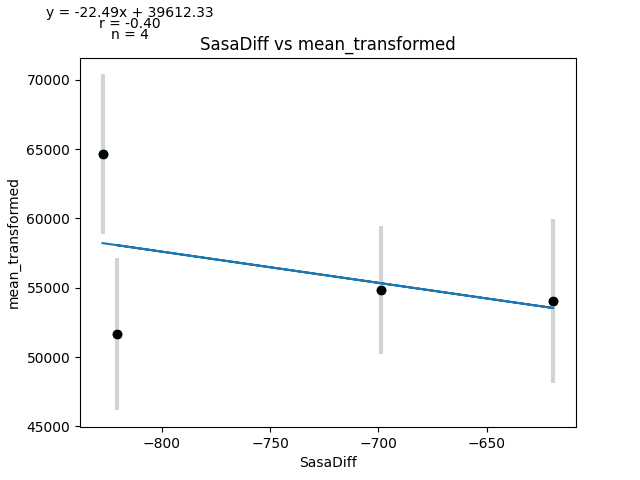 y = -22.49x + 39612.33
r = -0.40
n = 4
SasaDiff vs mean_transformed
70000
65000
60000
55000
50000
45000
mean_transformed
−800
−750
−700
−650
SasaDiff